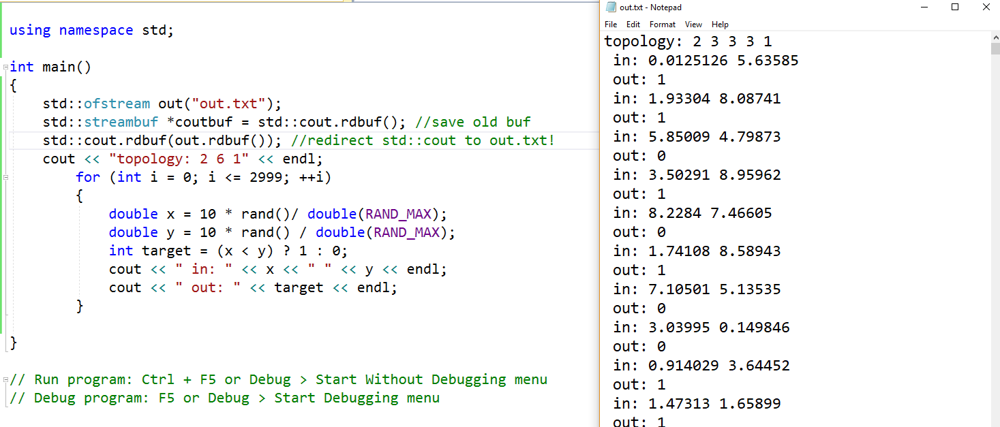 using namespace std;
int main()
{
std::ofstream out("out.txt");
std::streambuf *coutbuf = std::cout.rdbuf(); //save old buf
std::cout.rdbuf(out.rdbuf()); //redirect std::cout to out.txt!
cout << "topology: 2 6 1" << endl;
for (int i = 0; i <= 2999; ++i)
{
double x = 10 * rand()/ double(RAND_MAX);
double y = 10 * rand() / double(RAND_MAX);
int target = (x < y) ? 1 : 0;
cout << " in: " << x << " " << y << endl;
cout << " out: " << target << endl;
}
}
// Run program: Ctrl + F5 or Debug > Start Without Debugging menu
// Debug program: F5 or Debug > Start Debugging menu
out.txt - Notepad
File Edit Format View Help
topology: 2 3 3 3 1
in: 0.0125126 5.63585
out: 1
in: 1.93304 8.08741
out: 1
in: 5.85009 4.79873
out: 0
in: 3.50291 8.95962
out: 1
in: 8.2284 7.46605
out: 0
in: 1.74108 8.58943
out: 1
in: 7.10501 5.13535
out: 0
in: 3.03995 0.149846
out: 0
in: 0.914029 3.64452
out: 1
in: 1.47313 1.65899
out: 1